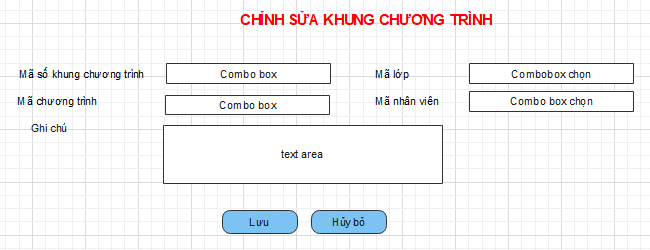 CHỈNH SỬA KHUNG CHƯƠNG TRÌNH
Mã số khung chương trình Combo box Mã lớp Combobox chọn
Mã chương trình Combo box Mã nhân viên Combo box chọn
Ghi chú
text area
Lưu Hủy bỏ